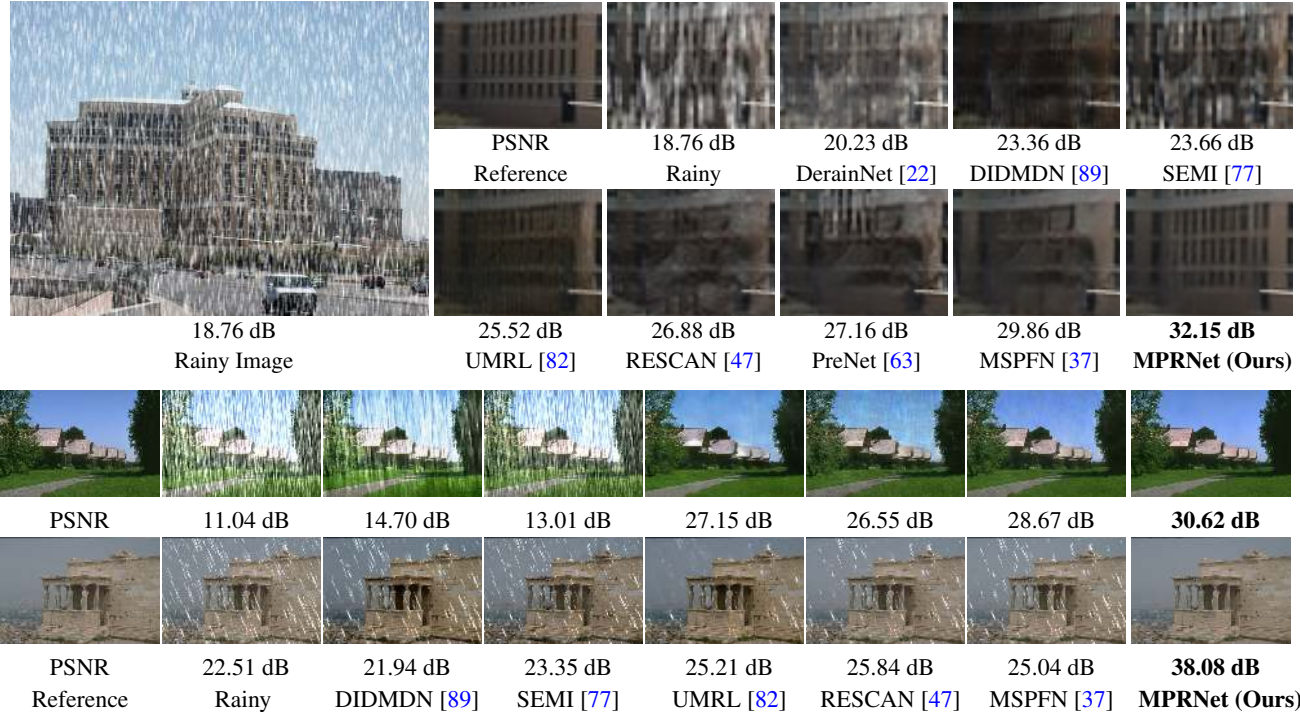 PSNR 18.76 dB 20.23 dB 23.36 dB 23.66 dB
Reference Rainy DerainNet [22] DIDMDN [89] SEMI [77]
18.76 dB 25.52 dB 26.88 dB 27.16 dB 29.86 dB 32.15 dB
Rainy Image UMRL [82] RESCAN [47] PreNet [63] MSPFN [37] MPRNet (Ours)
PSNR 11.04 dB 14.70 dB 13.01 dB 27.15 dB 26.55 dB 28.67 dB 30.62 dB
PSNR 22.51 dB 21.94 dB 23.35 dB 25.21 dB 25.84 dB 25.04 dB 38.08 dB
Reference Rainy DIDMDN [89] SEMI [77] UMRL [82] RESCAN [47] MSPFN [37] MPRNet (Ours)